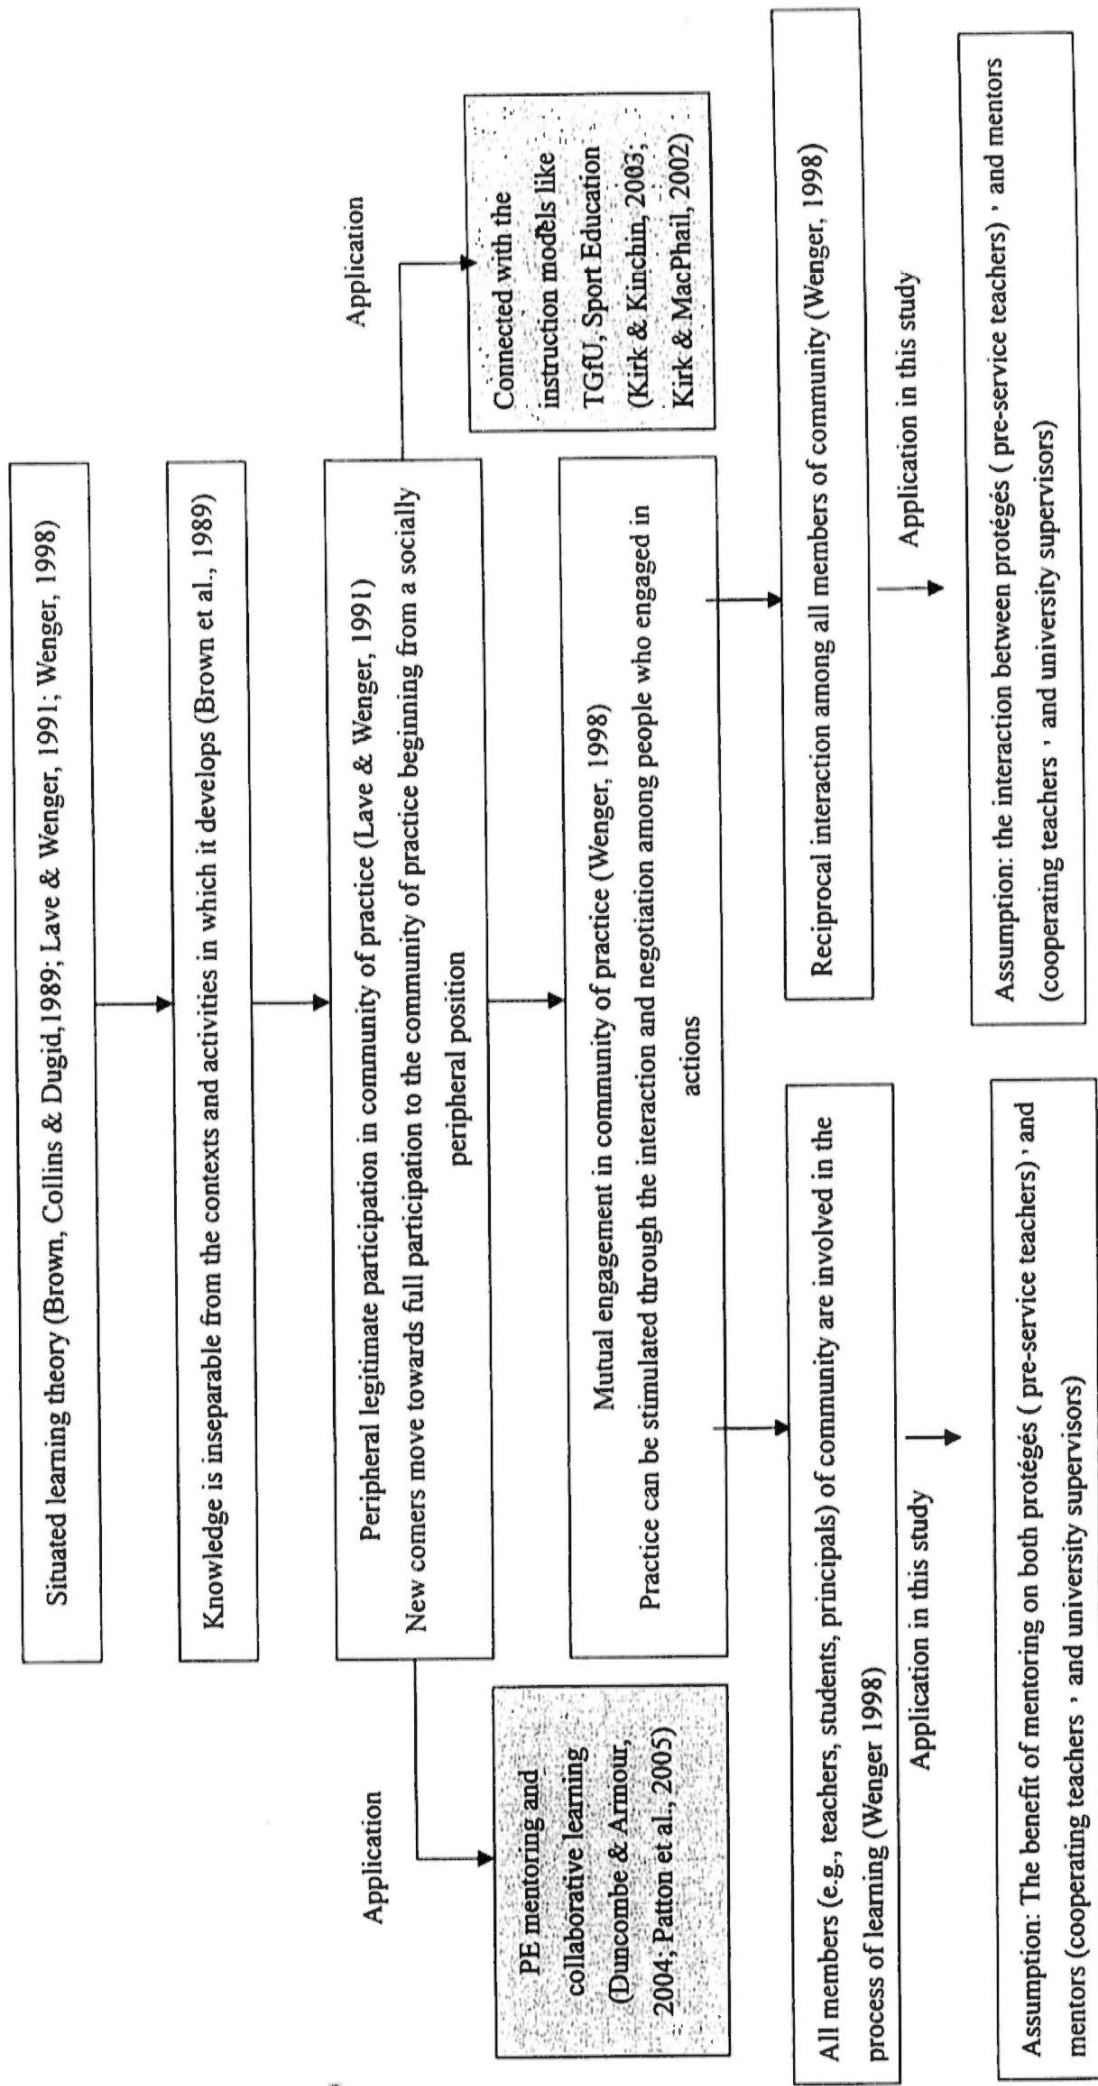 Situated learning theory (Brown, Collins & Dugid,1989; Lave & Wenger, 1991; Wenger, 1998)
Knowledge is inseparable from the contexts and activities in which it develops (Brown et al., 1989)
Peripheral legitimate participation in community of practice (Lave & Wenger, 1991)
New comers move towards full participation to the community of practice beginning from a socially
peripheral position
Application
Application
PE mentoring and
collaborative learning
(Duncombe & Armour,
2004; Patton et al., 2005)
Connected with the
instruction models like
TGfU, Sport Education
(Kirk & Kinchin, 2003;
Kirk & MacPhail, 2002)
Mutual engagement in community of practice (Wenger, 1998)
Practice can be stimulated through the interaction and negotiation among people who engaged in
actions
All members (e.g., teachers, students, principals) of community are involved in the
process of learning (Wenger 1998)
Reciprocal interaction among all members of community (Wenger, 1998)
Application in this study
Application in this study
Assumption: The benefit of mentoring on both protégés ( pre-service teachers),and
mentors (cooperating teachers , and university supervisors)
Assumption: the interaction between protégés ( pre-service teachers),and mentors
(cooperating teachers , and university supervisors)